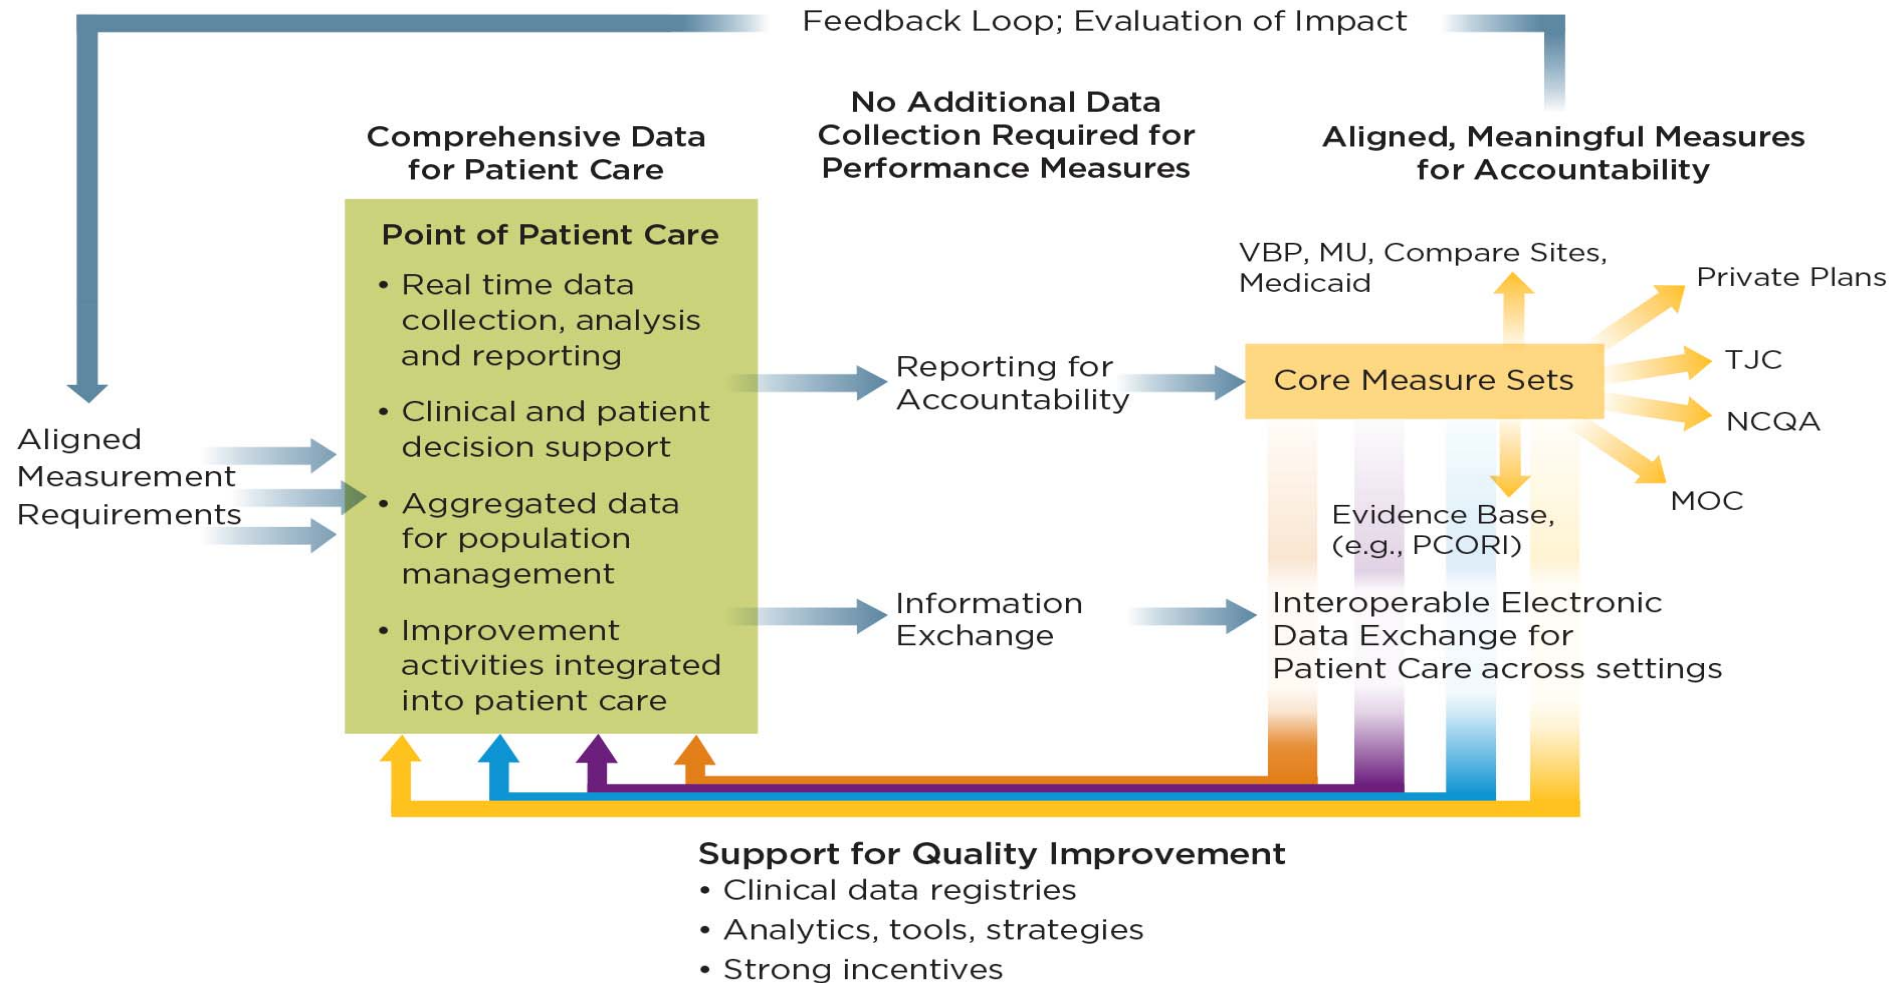 Feedback Loop; Evaluation of Impact
No Additional Data
Collection Required for
Performance Measures
Comprehensive Data
for Patient Care
Aligned, Meaningful Measures
for Accountability
Point of Patient Care
• Real time data
collection, analysis
and reporting
• Clinical and patient
decision support
• Aggregated data
for population
management
• Improvement
activities integrated
into patient care
Aligned
Measurement
Requirements
Reporting for
Accountability
Information
Exchange
VBP, MU, Compare Sites,
Medicaid
Private Plans
TJC
NCQA
MOC
Core Measure Sets
Evidence Base,
(e.g., PCORI)
Interoperable Electronic
Data Exchange for
Patient Care across settings
Support for Quality Improvement
• Clinical data registries
• Analytics, tools, strategies
• Strong incentives